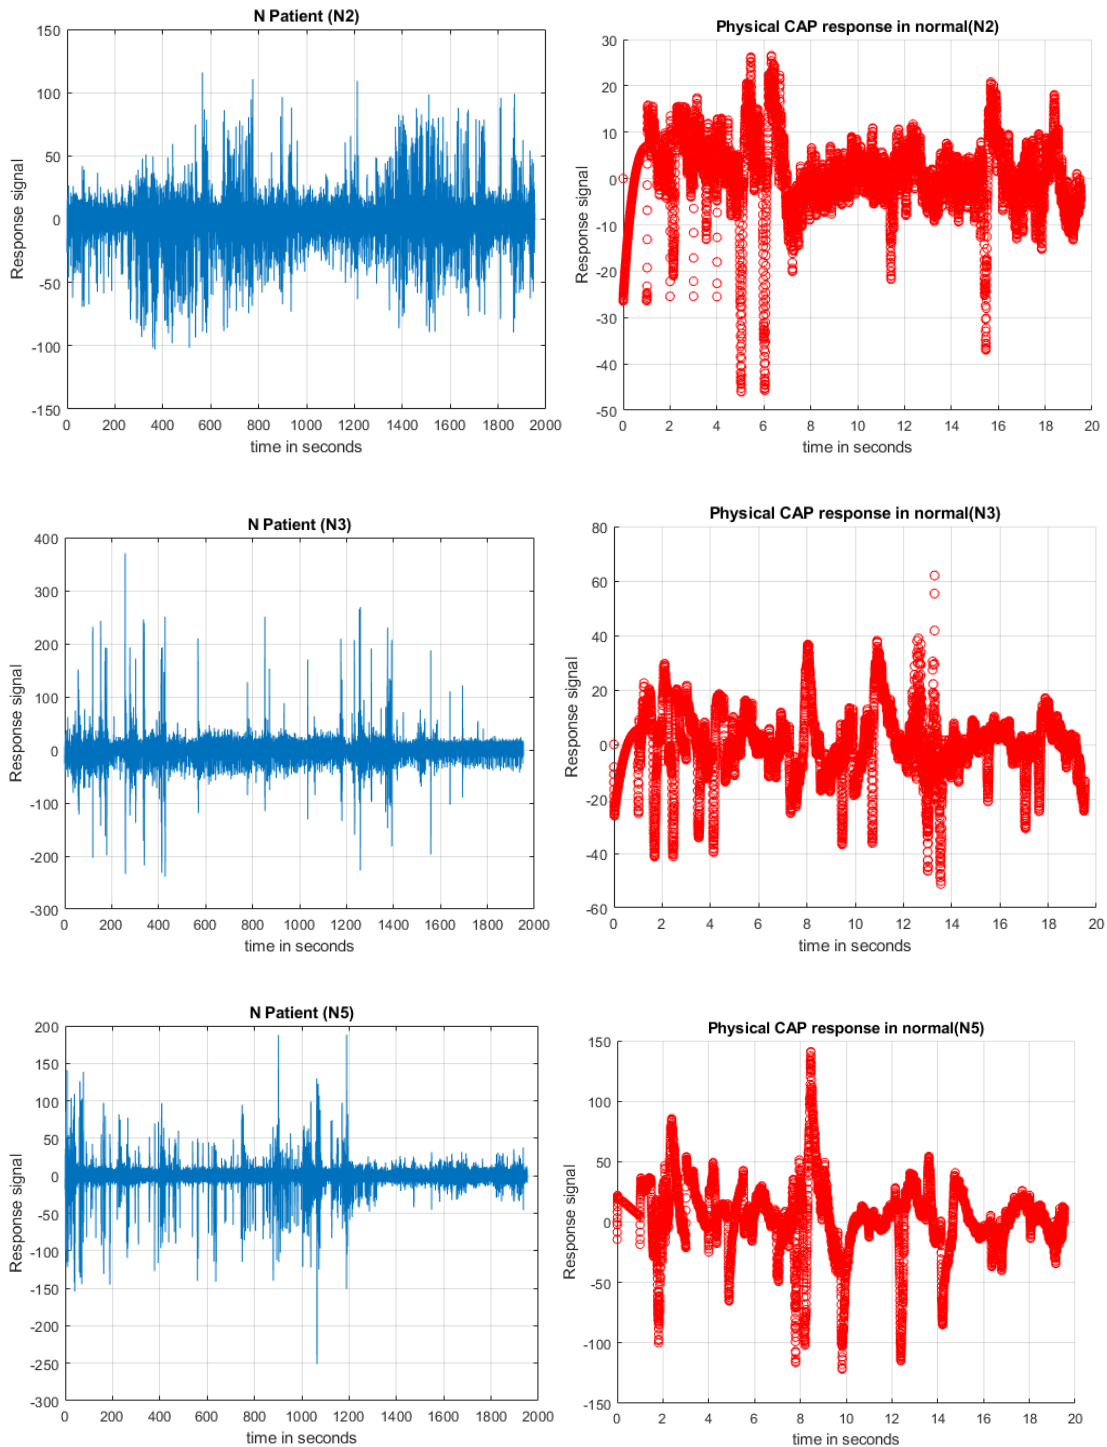 N Patient (N2)
150
100
50
0
-50
-100
-150
Response signal
0 200 400 600 800 1000 1200 1400 1600 1800 2000
time in seconds
Physical CAP response in normal(N2)
30
20
10
0
-10
-20
-30
-40
-50
Response signal
0 2 4 6 8 10 12 14 16 18 20
time in seconds
N Patient (N3)
400
300
200
100
0
-100
-200
-300
Response signal
0 200 400 600 800 1000 1200 1400 1600 1800 2000
time in seconds
Physical CAP response in normal(N3)
80
60
40
20
0
-20
-40
-60
Response signal
0 2 4 6 8 10 12 14 16 18 20
time in seconds
N Patient (N5)
200
150
100
50
0
-50
-100
-150
-200
-250
-300
Response signal
0 200 400 600 800 1000 1200 1400 1600 1800 2000
time in seconds
Physical CAP response in normal(N5)
150
100
50
0
-50
-100
-150
Response signal
0 2 4 6 8 10 12 14 16 18 20
time in seconds